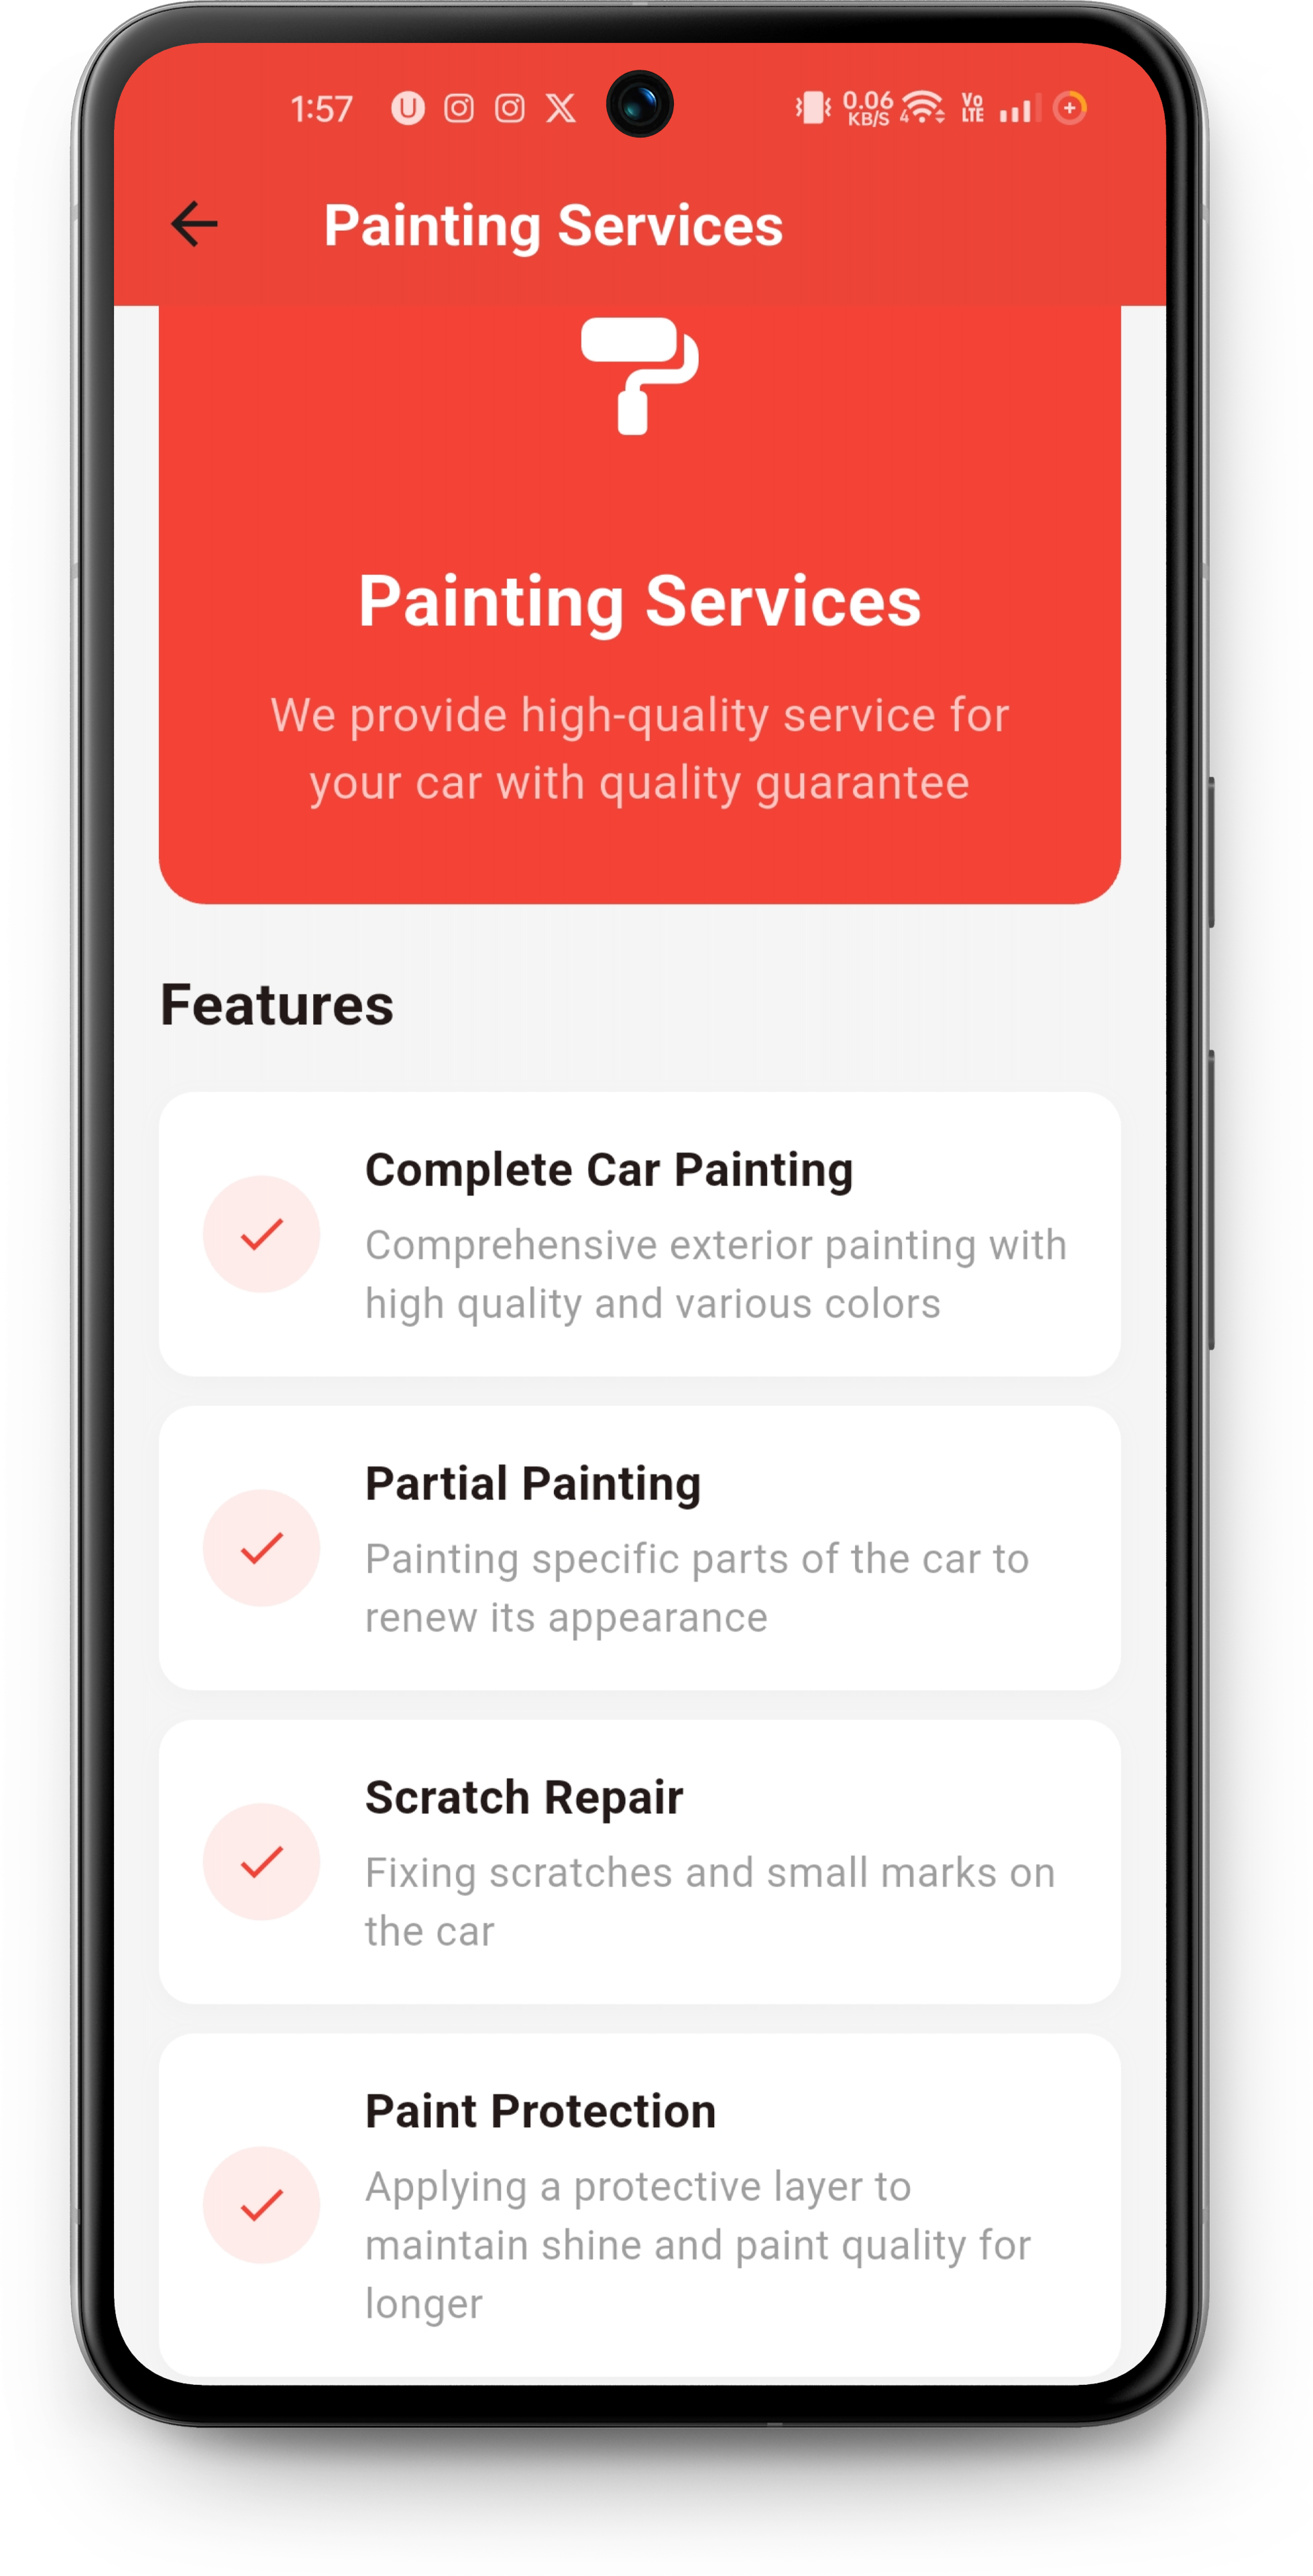 1:57 U 0.06 KB/S 4 Vo LTE
Painting Services
Painting Services
We provide high-quality service for
your car with quality guarantee
Features
Complete Car Painting
Comprehensive exterior painting with
high quality and various colors
Partial Painting
Painting specific parts of the car to
renew its appearance
Scratch Repair
Fixing scratches and small marks on
the car
Paint Protection
Applying a protective layer to
maintain shine and paint quality for
longer